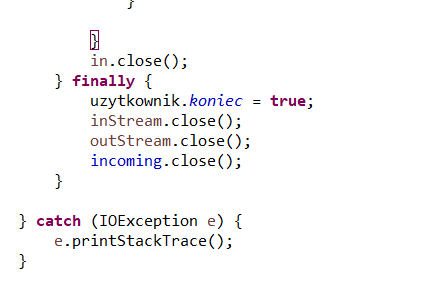 }
}
in.close();
} finally {
uzytkownik.koniec = true;
inStream.close();
outStream.close();
incoming.close();
}
} catch (IOException e) {
e.printStackTrace();
}